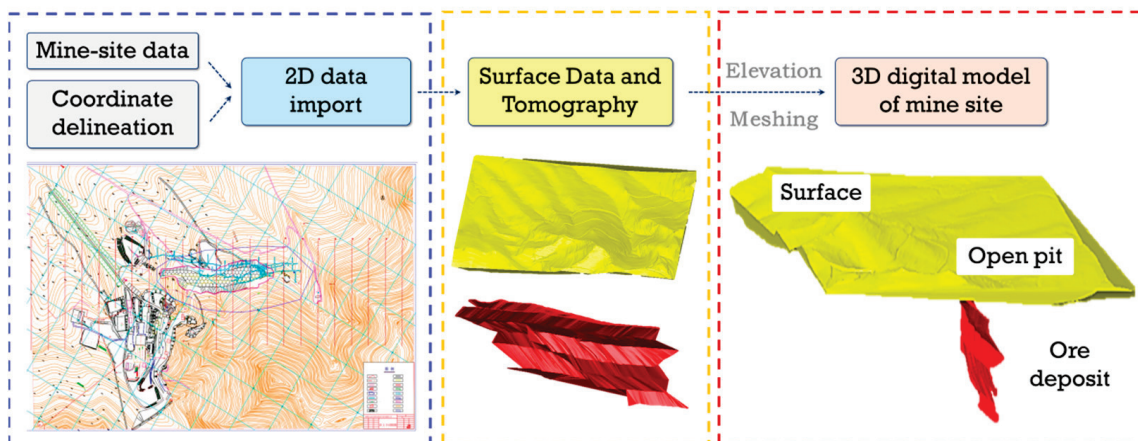 Mine-site data
Coordinate
delineation
2D data
import
Surface Data and
Tomography
Elevation
Meshing
3D digital model
of mine site
Surface
Open pit
Ore
deposit